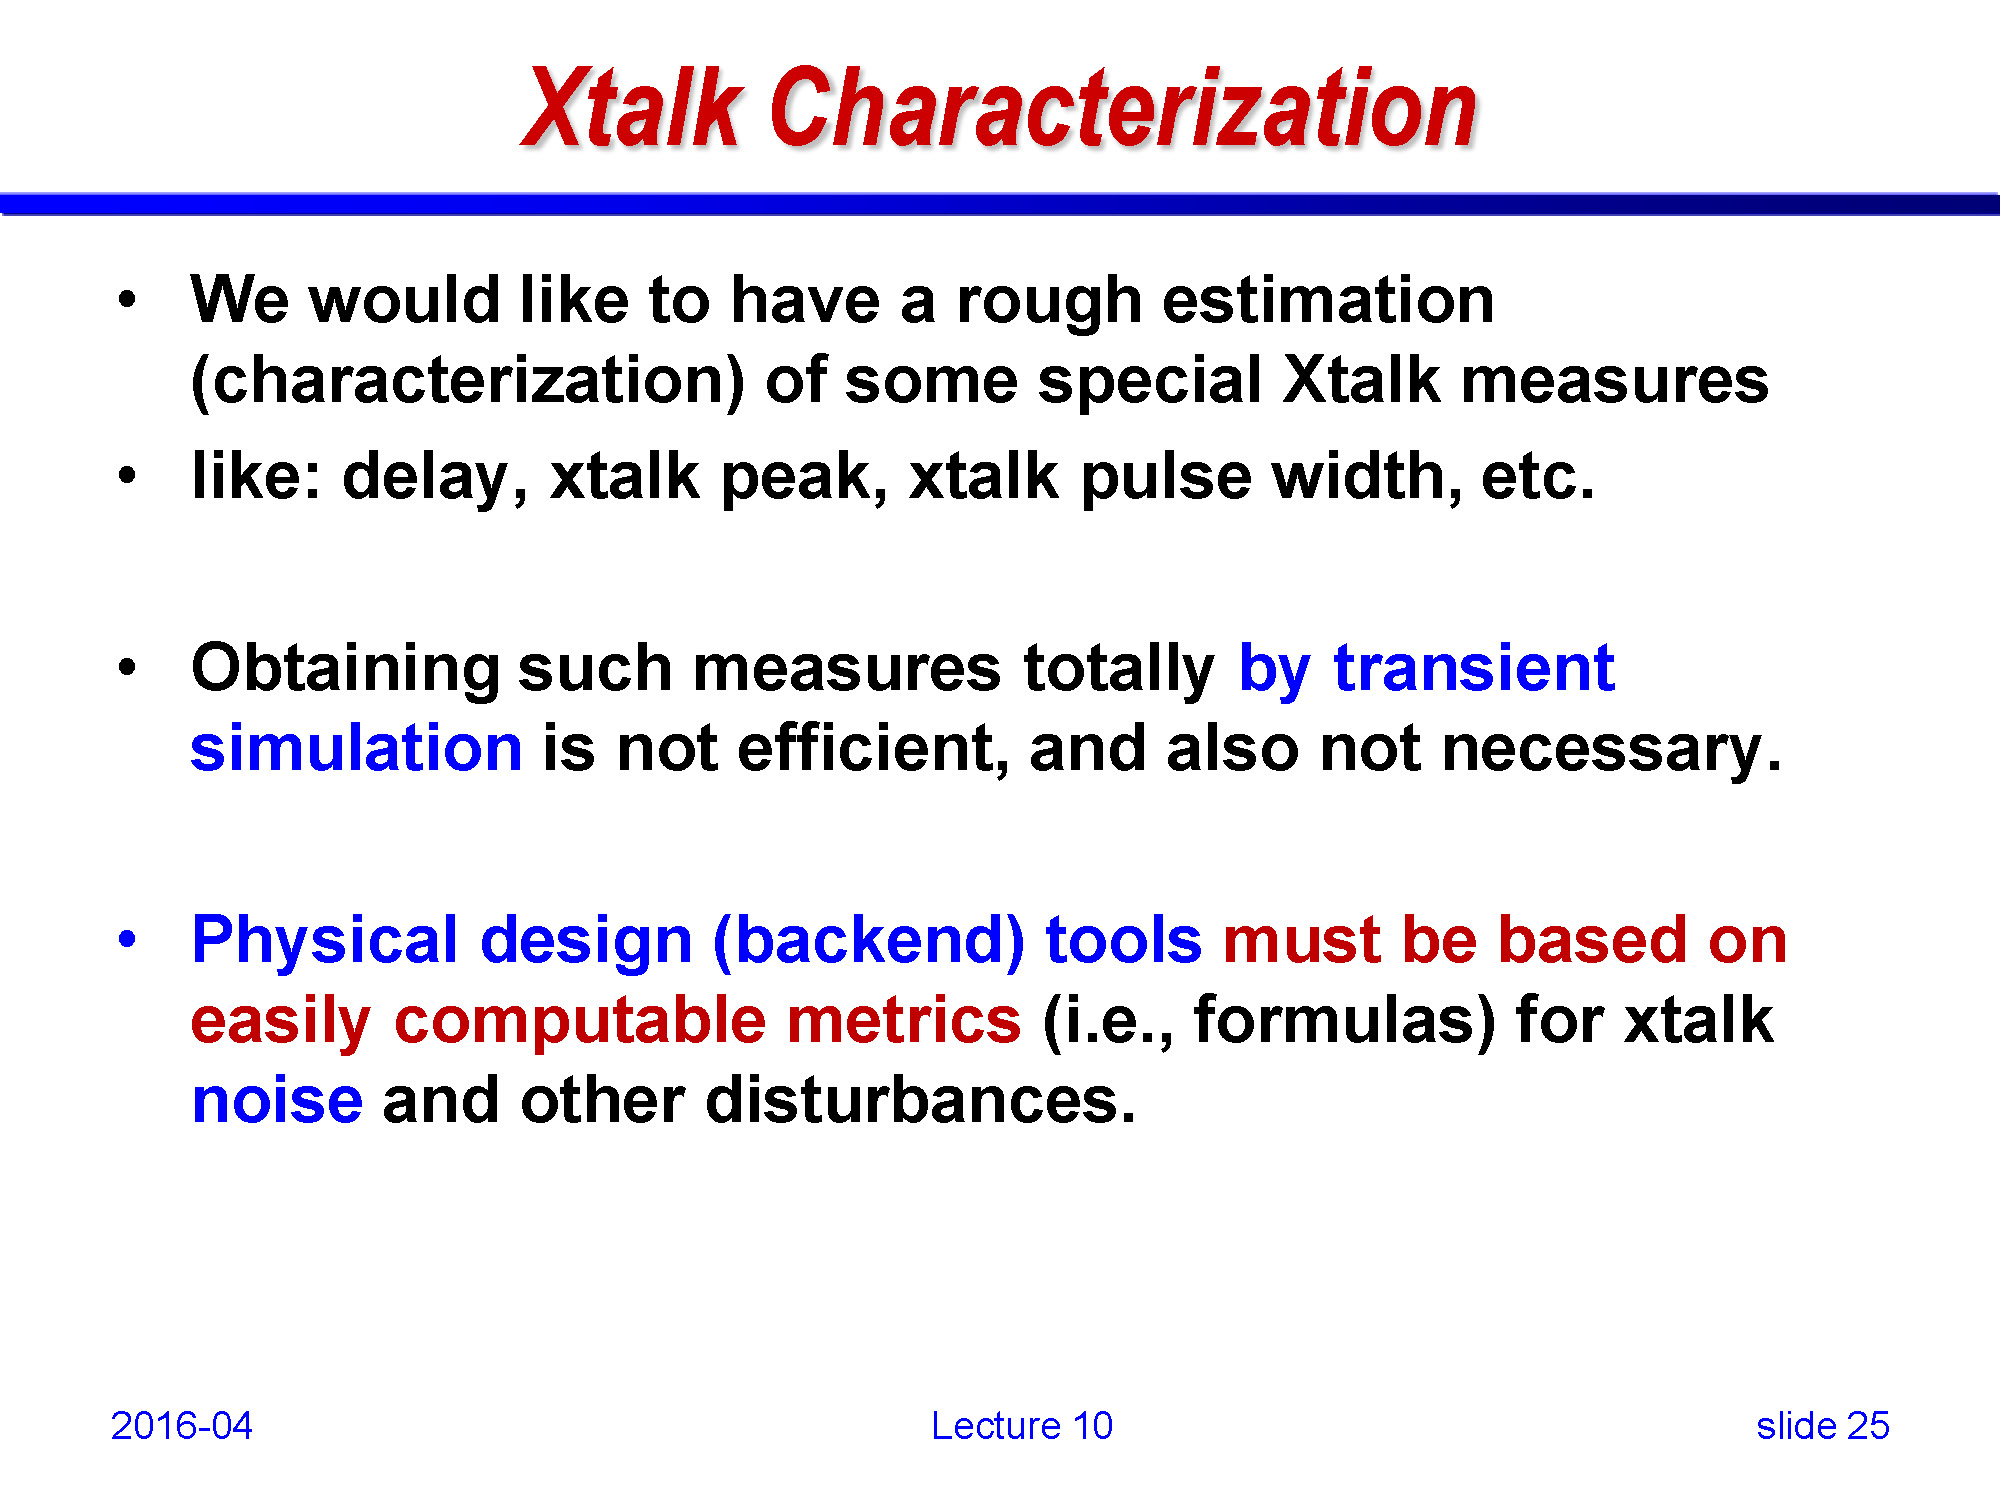 Xtalk Characterization
• We would like to have a rough estimation
(characterization) of some special Xtalk measures
• like: delay, xtalk peak, xtalk pulse width, etc.
• Obtaining such measures totally by transient
simulation is not efficient, and also not necessary.
• Physical design (backend) tools must be based on
easily computable metrics (i.e., formulas) for xtalk
noise and other disturbances.
2016-04 Lecture 10 slide 25